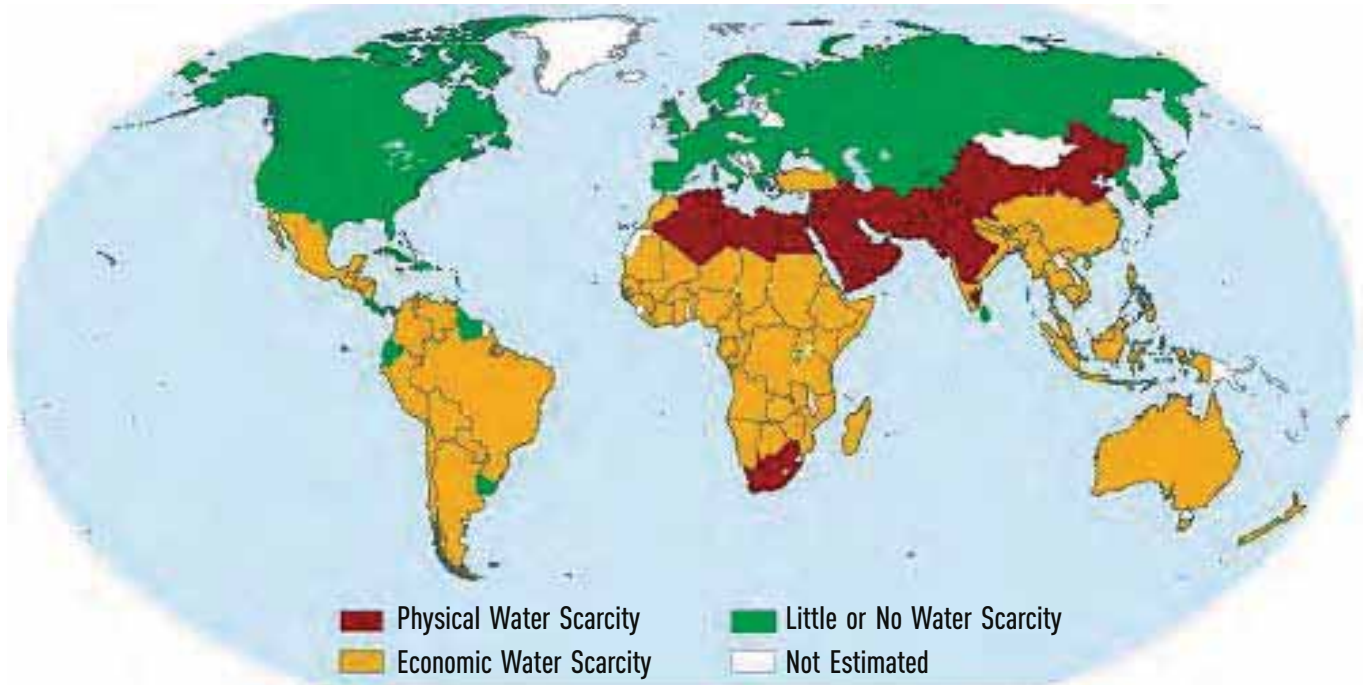 Physical Water Scarcity
Little or No Water Scarcity
Economic Water Scarcity
Not Estimated